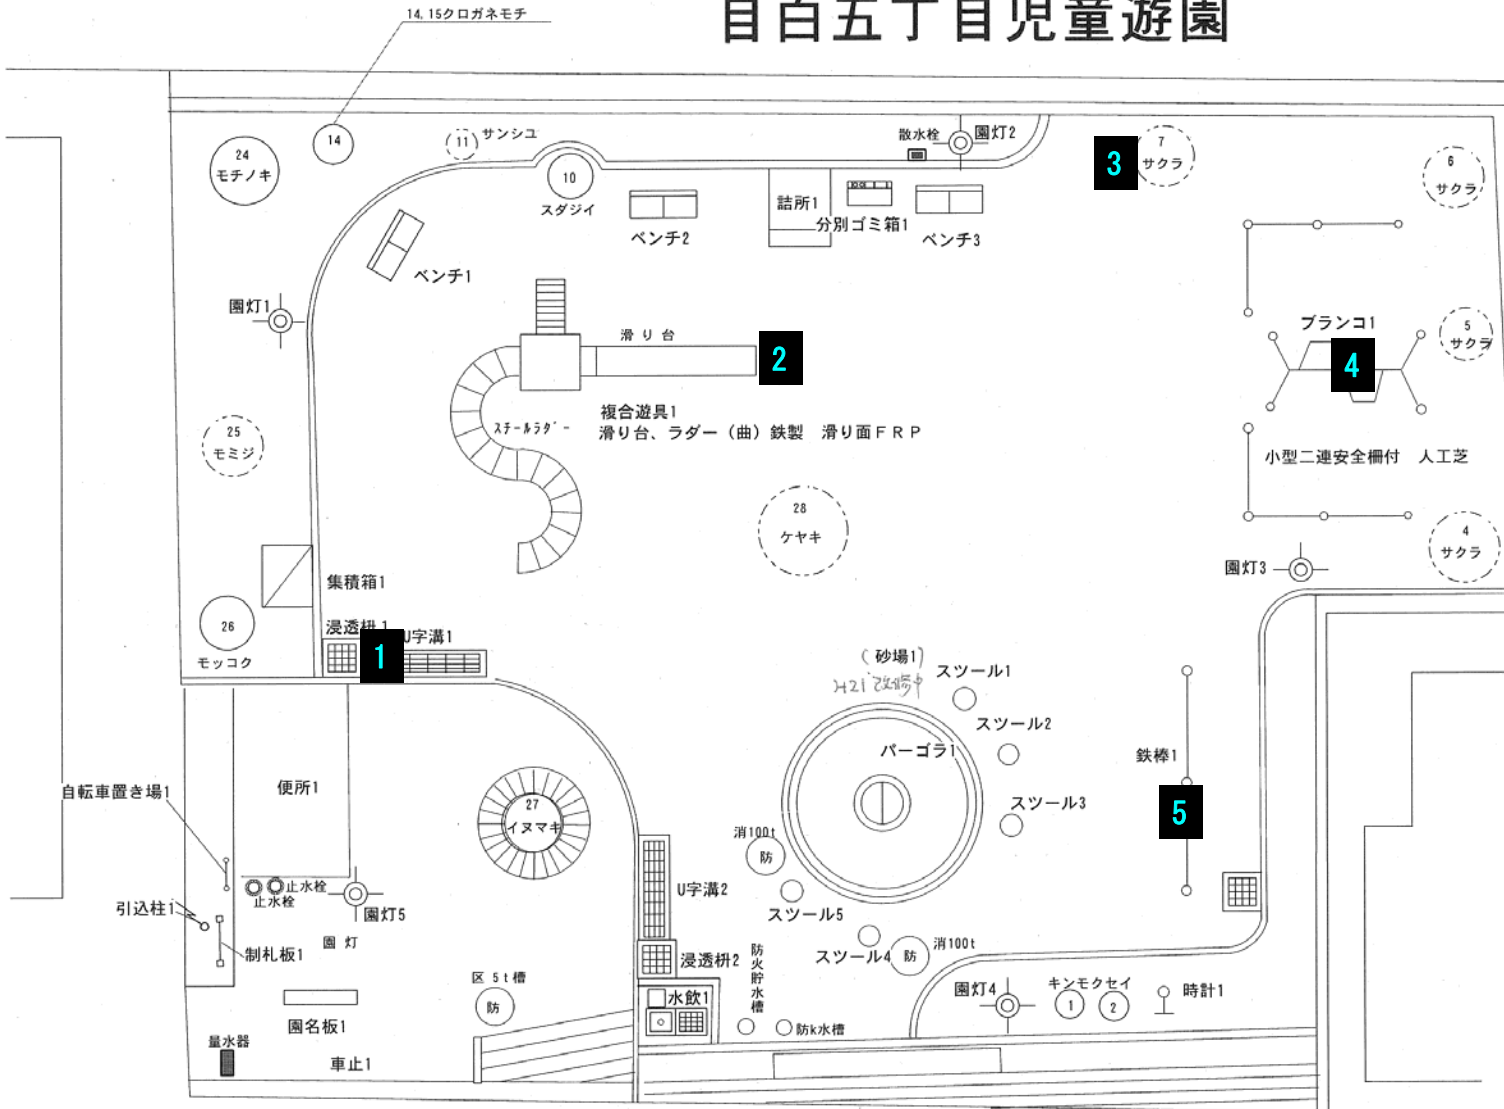 14,15クロガネモチ
目白五丁目児童遊園
24
モチノキ
14
11
サンシユ
10
スダジイ
散水栓
園灯2
3
7
サクラ
6
サクラ
ベンチ1
ベンチ2
詰所1
分別ゴミ箱1
ベンチ3
園灯1
滑り台
2
ブランコ1
4
5
サクラ
25
モミジ
スチールラダー
複合遊具1
滑り台、ラダー（曲）鉄製　滑り面ＦＲＰ
小型二連安全柵付　人工芝
28
ケヤキ
4
サクラ
園灯3
集積箱1
26
モッコク
浸透枡1
1
U字溝1
(砂場1)
H21
スツール1
スツール2
パーゴラ1
スツール3
鉄棒1
5
自転車置き場1
便所1
27
イヌマキ
消100t
防
U字溝2
スツール5
止水栓
止水栓
引込柱1
園灯5
園灯
制札板1
スツール4
防
消100t
浸透枡2
防火貯水槽
区 5t槽
防
水飲1
園灯4
キンモクセイ
1
2
時計1
園名板1
防k水槽
量水器
車止1